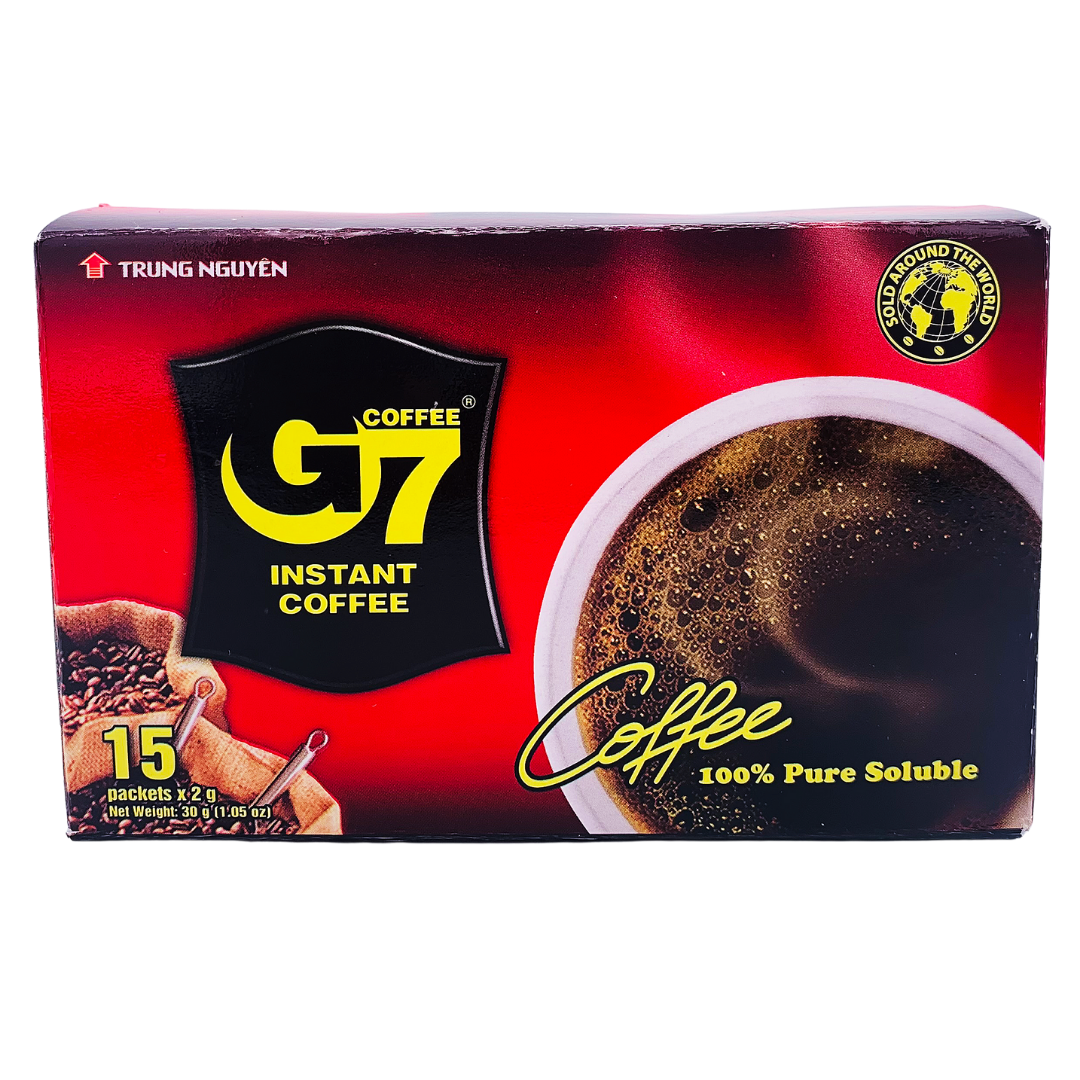 TRUNG NGUYÊN
SOLD AROUND THE WORLD
COFFEE ®
G7
INSTANT
COFFEE
Coffee
100% Pure Soluble
15
packets x 2 g
Net Weight: 30 g (1.05 oz)